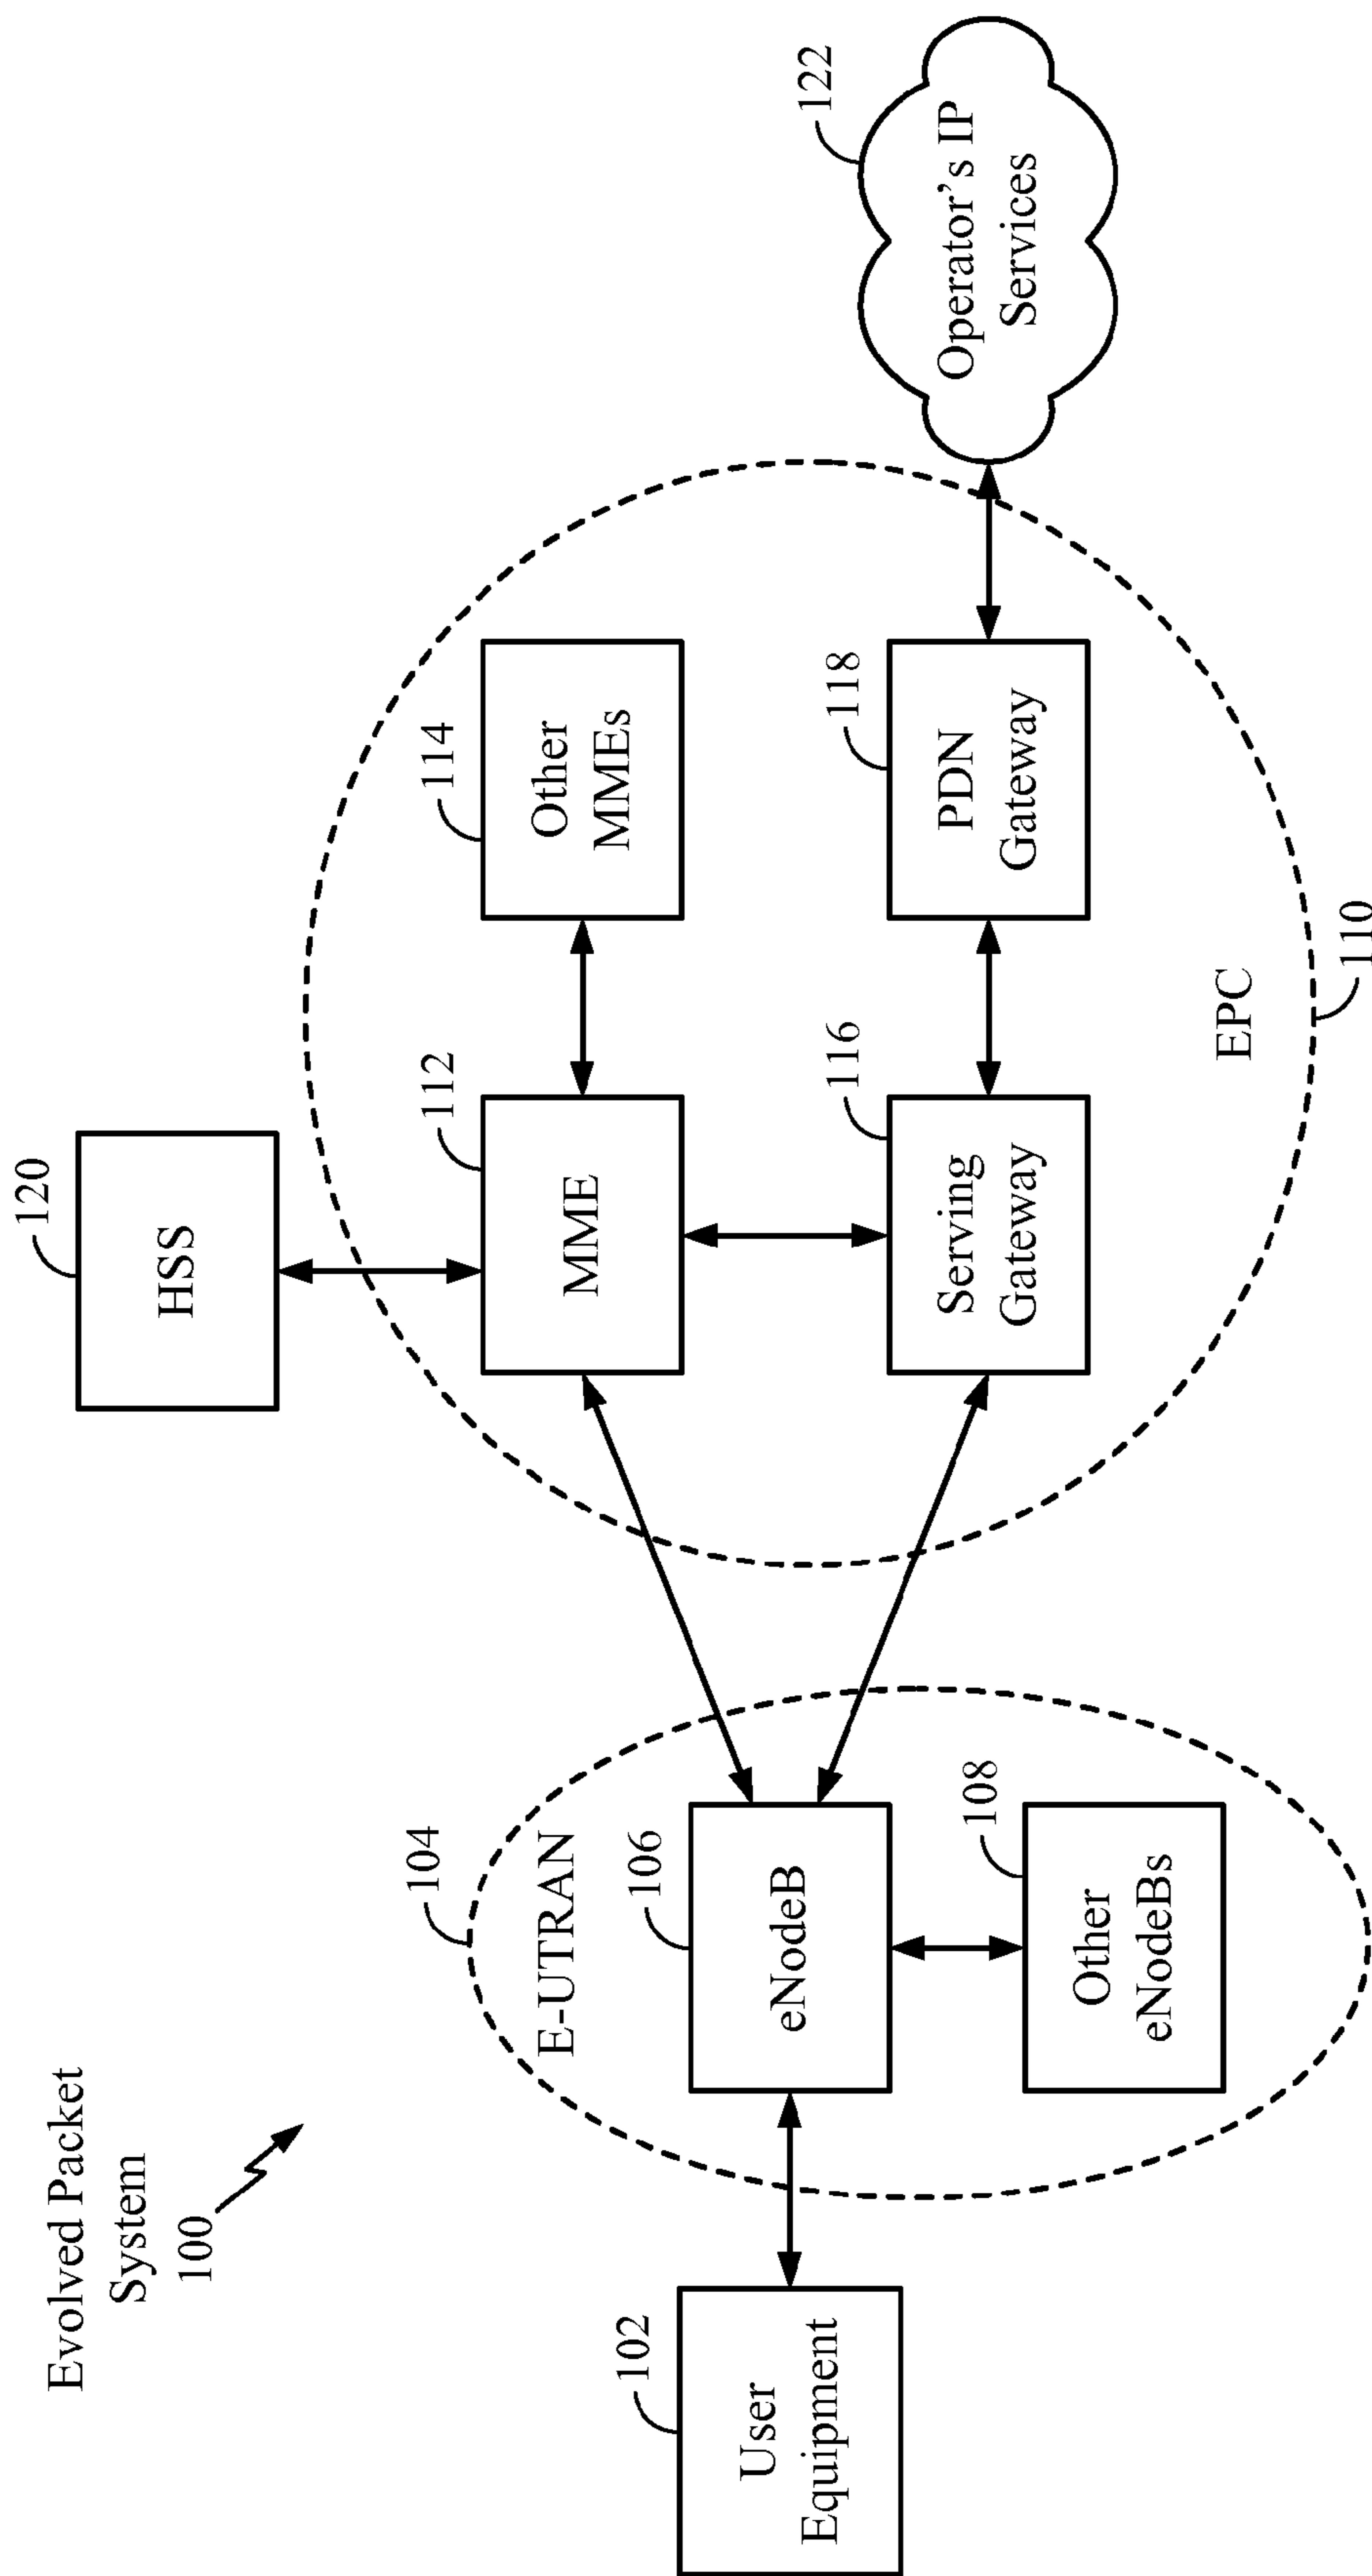 Evolved Packet
System
100
120
HSS
104
E-UTRAN
102
User
Equipment
106
eNodeB
108
Other
eNodeBs
112
MME
114
Other
MMEs
116
Serving
Gateway
118
PDN
Gateway
EPC
110
122
Operator’s IP
Services